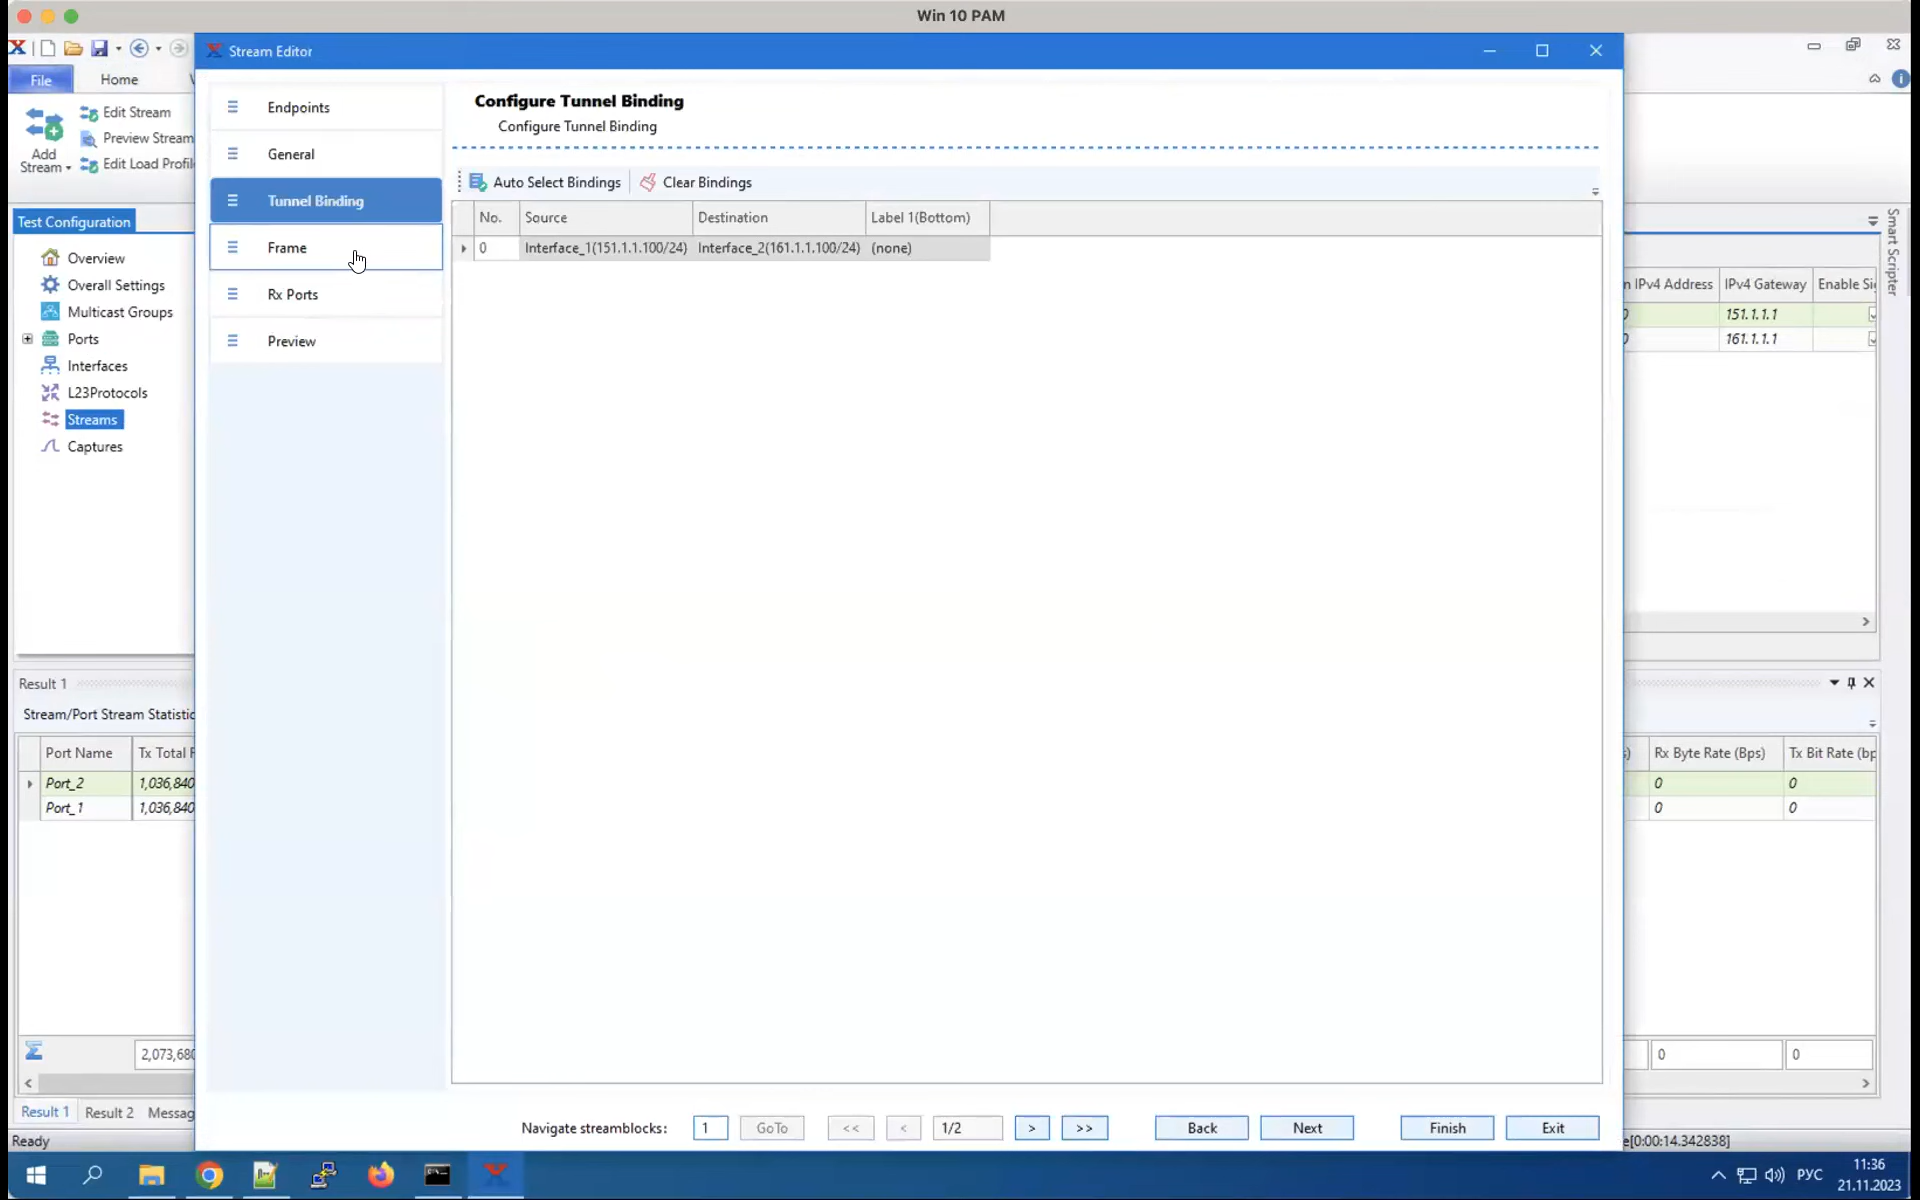 Win 10 PAM
Stream Editor
File
Home
Add
Stream
Edit Stream
Preview Stream
Edit Load Profil
Test Configuration
Overview
Overall Settings
Multicast Groups
Ports
Interfaces
L23Protocols
Streams
Captures
Endpoints
General
Tunnel Binding
Frame
Rx Ports
Preview
Configure Tunnel Binding
Configure Tunnel Binding
Auto Select Bindings
Clear Bindings
No. Source Destination Label 1(Bottom)
0 Interface_1(151.1.1.100/24) Interface_2(161.1.1.100/24) (none)
Smart Scripter
n IPv4 Address IPv4 Gateway Enable Si
151.1.1.1
161.1.1.1
Result 1
Stream/Port Stream Statistic
Port Name Tx Total F
Port_2 1,036,840
Port_1 1,036,840
2,073,680
Rx Byte Rate (Bps) Tx Bit Rate (bp
0 0
0 0
0 0
Result 1 Result 2 Messag
Ready
Navigate streamblocks: 1 GoTo << < 1/2 > >> Back Next Finish Exit
e[0:00:14.342838]
РУС
11:36
21.11.2023